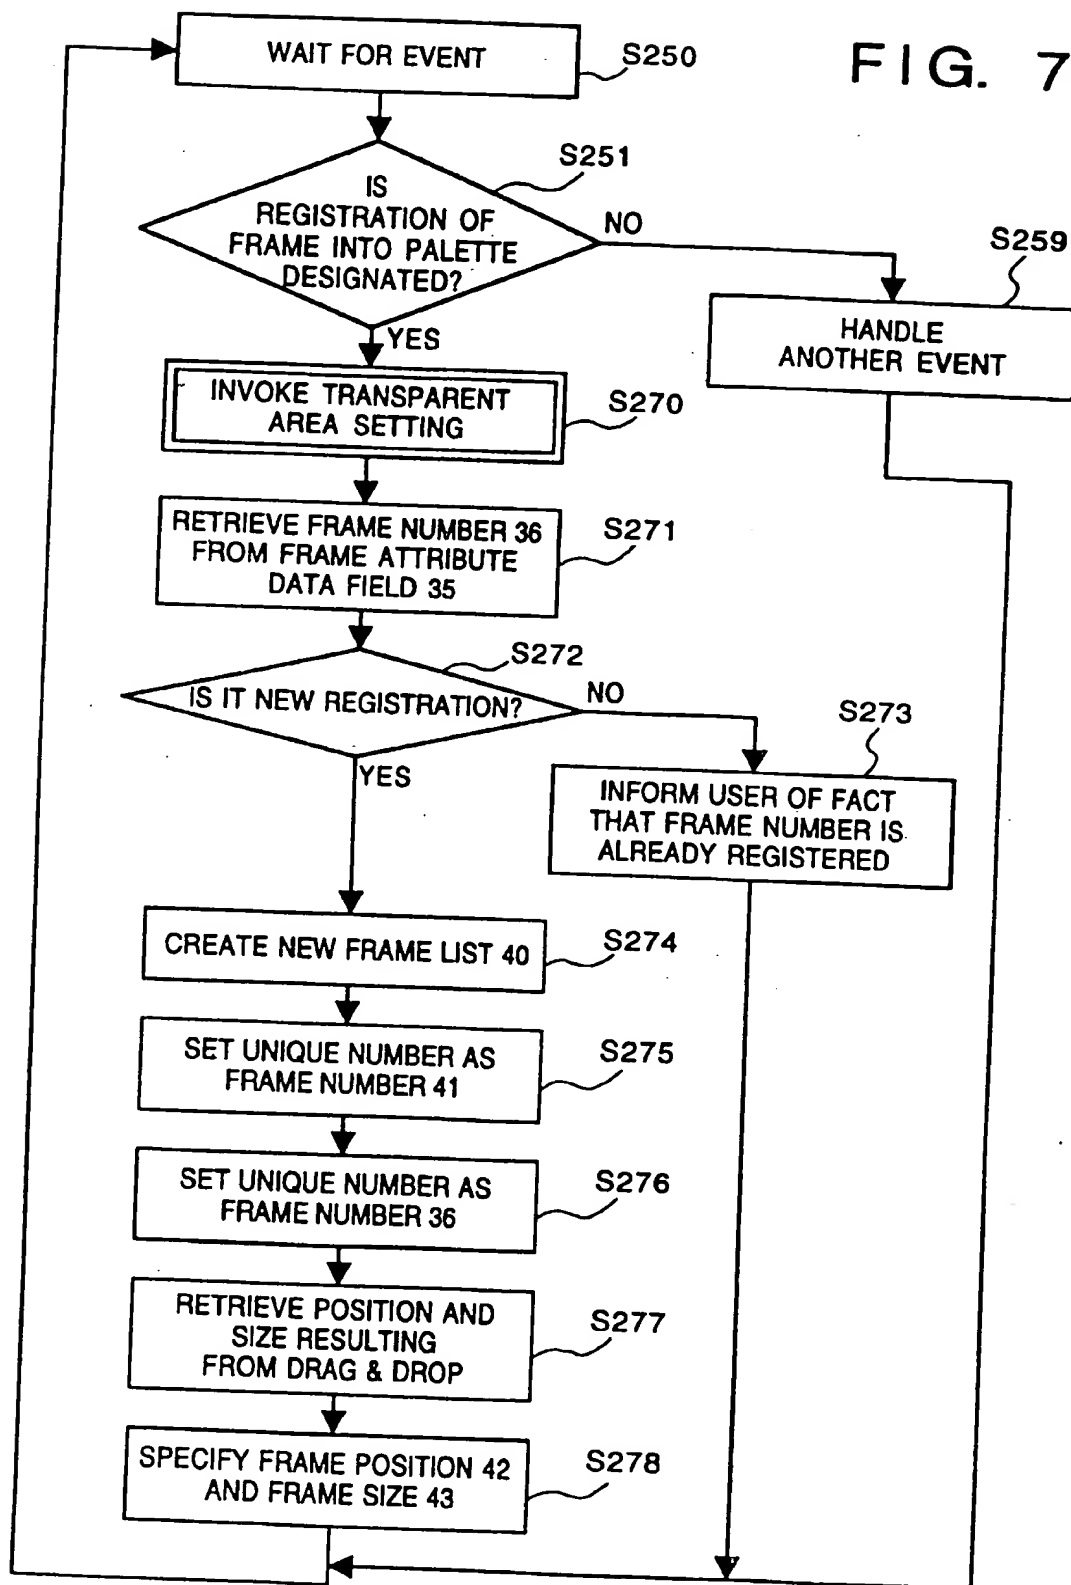 FIG. 7
WAIT FOR EVENT
S250
S251
IS
REGISTRATION OF
FRAME INTO PALETTE
DESIGNATED?
NO
YES
S259
HANDLE
ANOTHER EVENT
INVOKE TRANSPARENT
AREA SETTING
S270
RETRIEVE FRAME NUMBER 36
FROM FRAME ATTRIBUTE
DATA FIELD 35
S271
S272
IS IT NEW REGISTRATION?
NO
YES
S273
INFORM USER OF FACT
THAT FRAME NUMBER IS
ALREADY REGISTERED
CREATE NEW FRAME LIST 40
S274
SET UNIQUE NUMBER AS
FRAME NUMBER 41
S275
SET UNIQUE NUMBER AS
FRAME NUMBER 36
S276
RETRIEVE POSITION AND
SIZE RESULTING
FROM DRAG & DROP
S277
SPECIFY FRAME POSITION 42
AND FRAME SIZE 43
S278